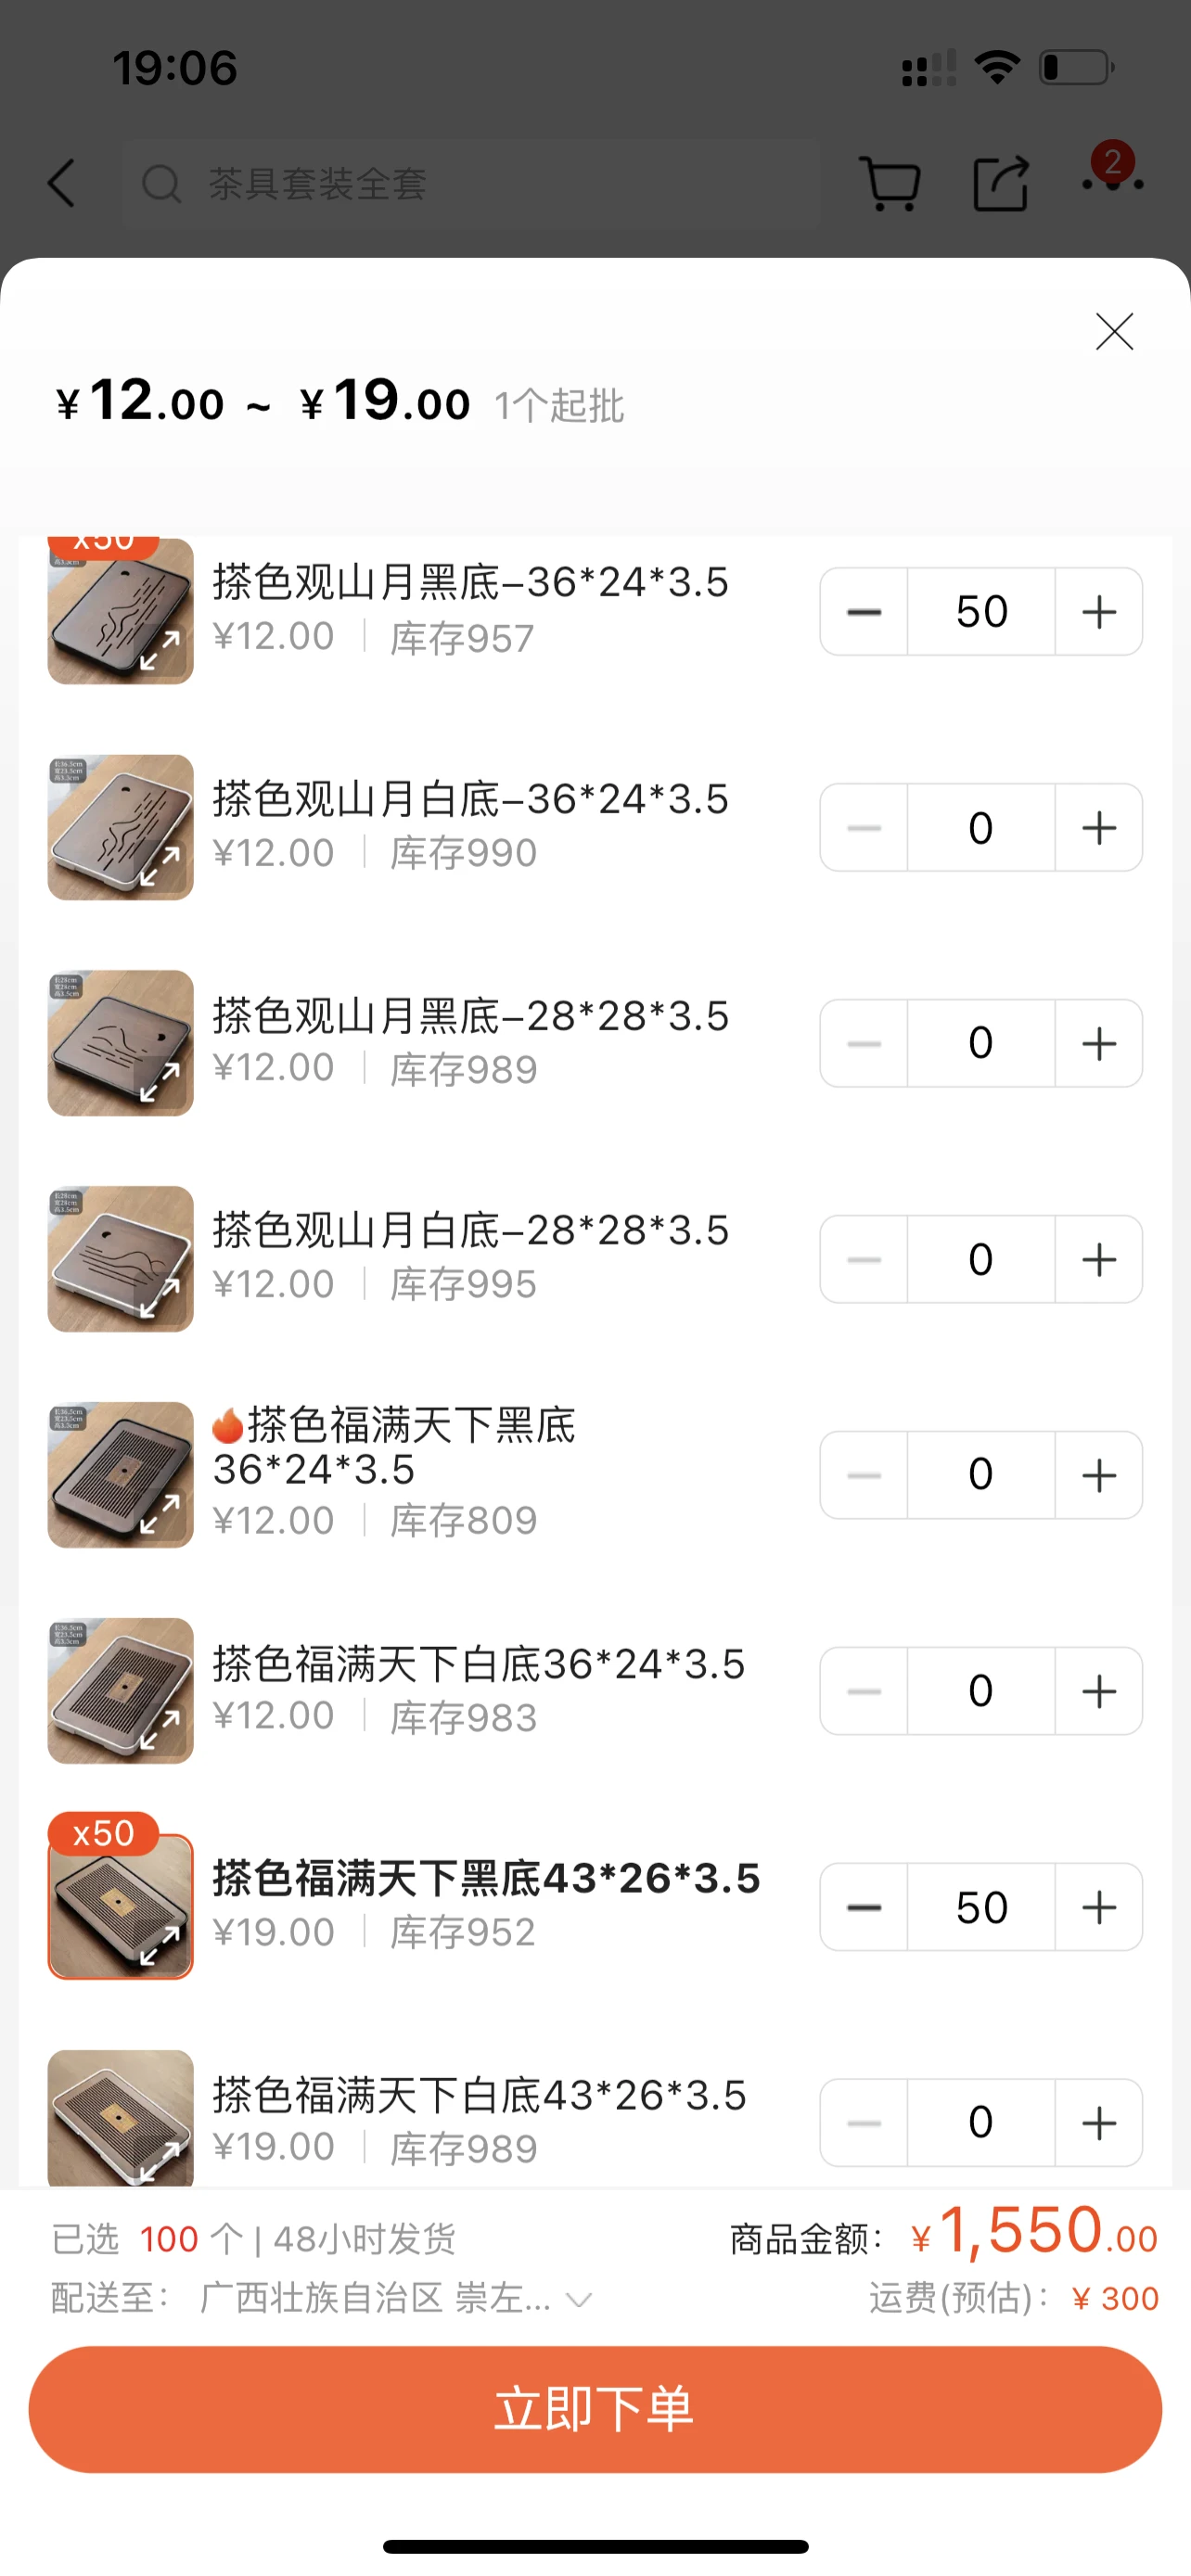 19:06
茶具套装全套
2
¥12.00 ~ ¥19.00 1个起批
x50
搽色观山月黑底–36*24*3.5
¥12.00 库存957
50
搽色观山月白底–36*24*3.5
¥12.00 库存990
0
搽色观山月黑底–28*28*3.5
¥12.00 库存989
0
搽色观山月白底–28*28*3.5
¥12.00 库存995
0
🔥搽色福满天下黑底
36*24*3.5
¥12.00 库存809
0
搽色福满天下白底36*24*3.5
¥12.00 库存983
0
x50
搽色福满天下黑底43*26*3.5
¥19.00 库存952
50
搽色福满天下白底43*26*3.5
¥19.00 库存989
0
已选 100 个 | 48小时发货
商品金额: ¥1,550.00
配送至: 广西壮族自治区 崇左...
运费(预估): ¥ 300
立即下单